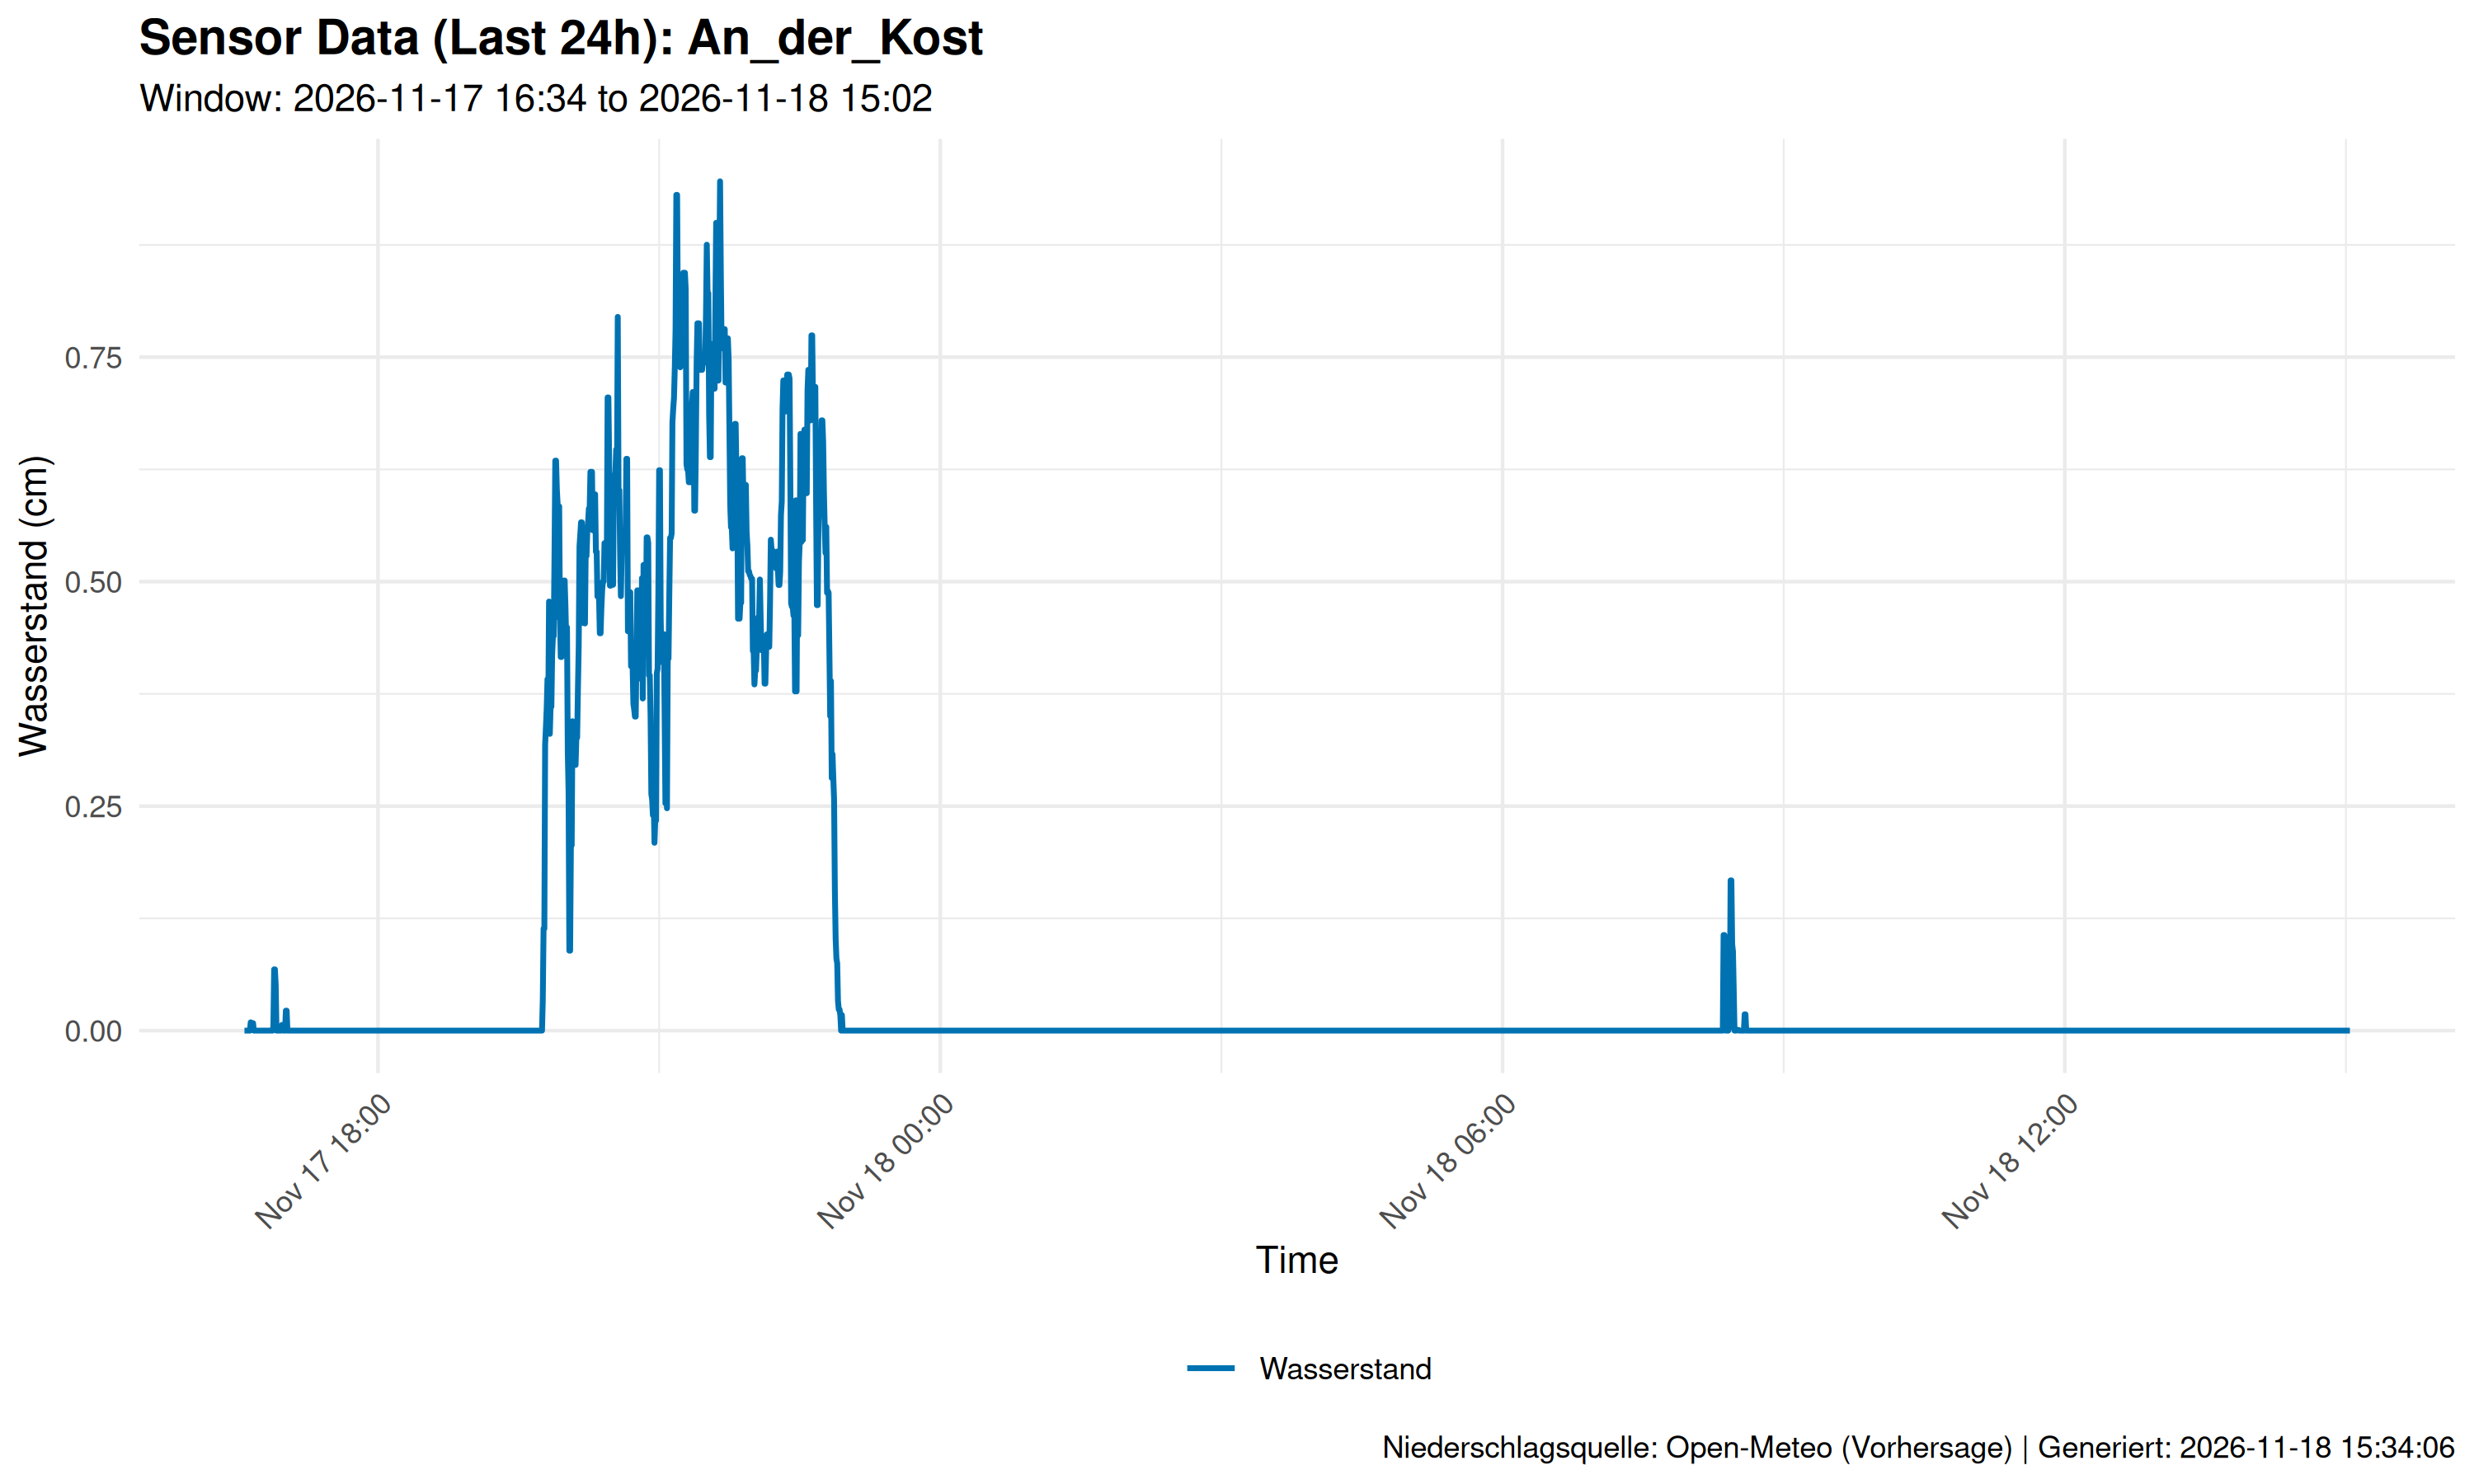 Sensor Data (Last 24h): An_der_Kost
Window: 2026-11-17 16:34 to 2026-11-18 15:02
Wasserstand (cm)
0.75
0.50
0.25
0.00
Nov 17 18:00
Nov 18 00:00
Nov 18 06:00
Nov 18 12:00
Time
Wasserstand
Niederschlagsquelle: Open-Meteo (Vorhersage) | Generiert: 2026-11-18 15:34:06